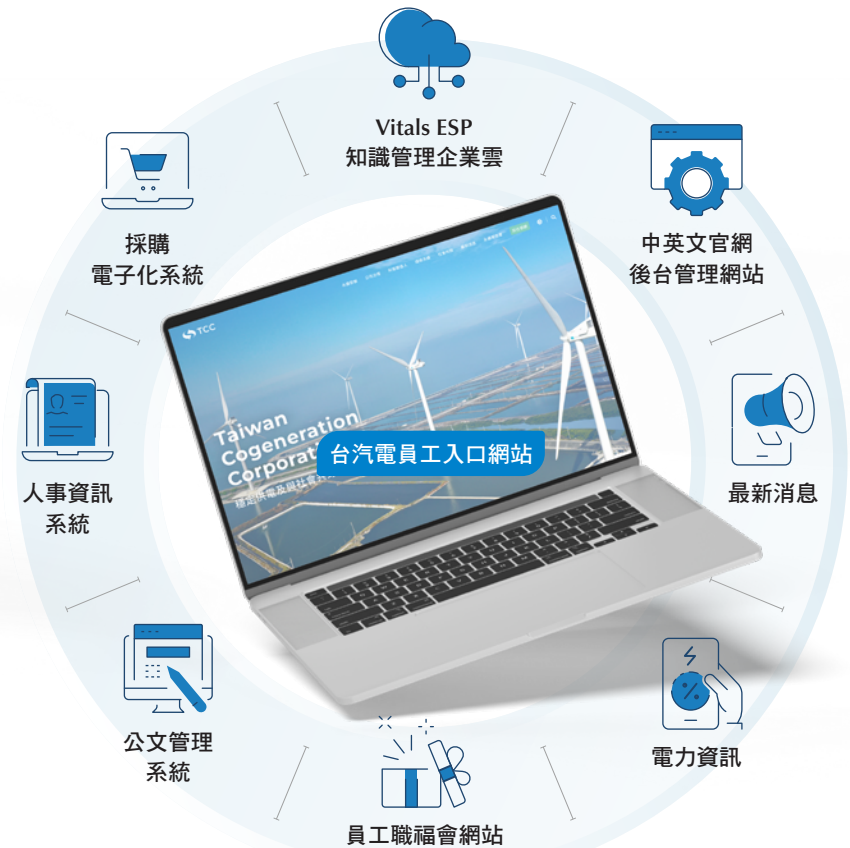 Vitals ESP
知識管理企業雲
中英文官網
後台管理網站
最新消息
電力資訊
員工職福會網站
公文管理
系統
人事資訊
系統
採購
電子化系統
TCC
Taiwan
Cogeneration
Corporat
台汽電員工入口網站